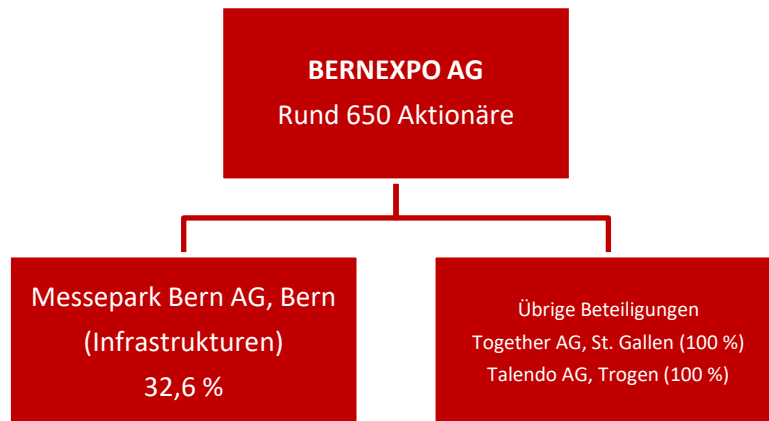 BERNEXPO AG
Rund 650 Aktionäre
Messepark Bern AG, Bern
(Infrastrukturen)
32,6 %
Übrige Beteiligungen
Together AG, St. Gallen (100 %)
Talendo AG, Trogen (100 %)